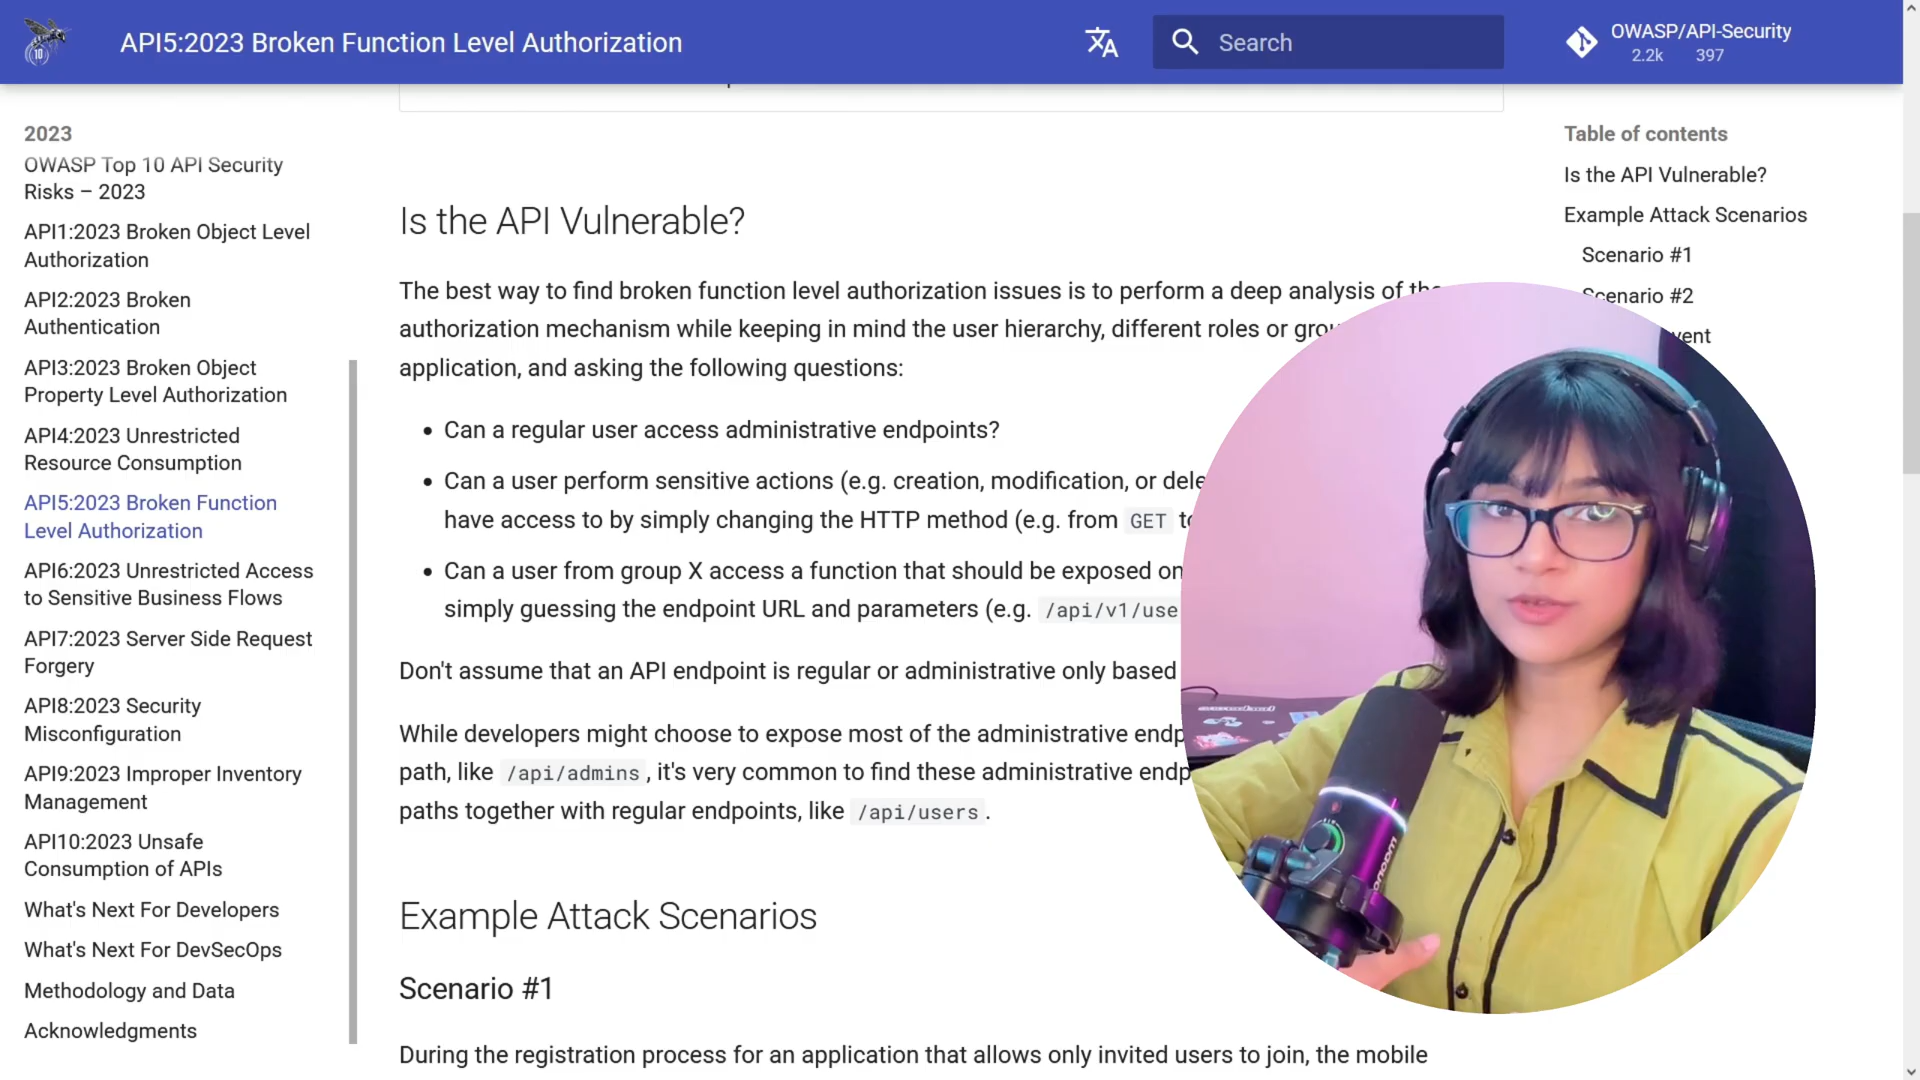 API5:2023 Broken Function Level Authorization
Search
OWASP/API-Security
2.2k 397
2023
OWASP Top 10 API Security
Risks – 2023
API1:2023 Broken Object Level
Authorization
API2:2023 Broken
Authentication
API3:2023 Broken Object
Property Level Authorization
API4:2023 Unrestricted
Resource Consumption
API5:2023 Broken Function
Level Authorization
API6:2023 Unrestricted Access
to Sensitive Business Flows
API7:2023 Server Side Request
Forgery
API8:2023 Security
Misconfiguration
API9:2023 Improper Inventory
Management
API10:2023 Unsafe
Consumption of APIs
What's Next For Developers
What's Next For DevSecOps
Methodology and Data
Acknowledgments
Is the API Vulnerable?
The best way to find broken function level authorization issues is to perform a deep analysis of the
authorization mechanism while keeping in mind the user hierarchy, different roles or
application, and asking the following questions:
• Can a regular user access administrative endpoints?
• Can a user perform sensitive actions (e.g. creation, modification, or
have access to by simply changing the HTTP method (e.g. from GET
• Can a user from group X access a function that should be exposed
simply guessing the endpoint URL and parameters (e.g. /api/v1/use
Don't assume that an API endpoint is regular or administrative only based
While developers might choose to expose most of the administrative
path, like /api/admins, it's very common to find these administrative
paths together with regular endpoints, like /api/users.
Example Attack Scenarios
Scenario #1
During the registration process for an application that allows only invited users to join, the mobile
Table of contents
Is the API Vulnerable?
Example Attack Scenarios
Scenario #1
Scenario #2
10